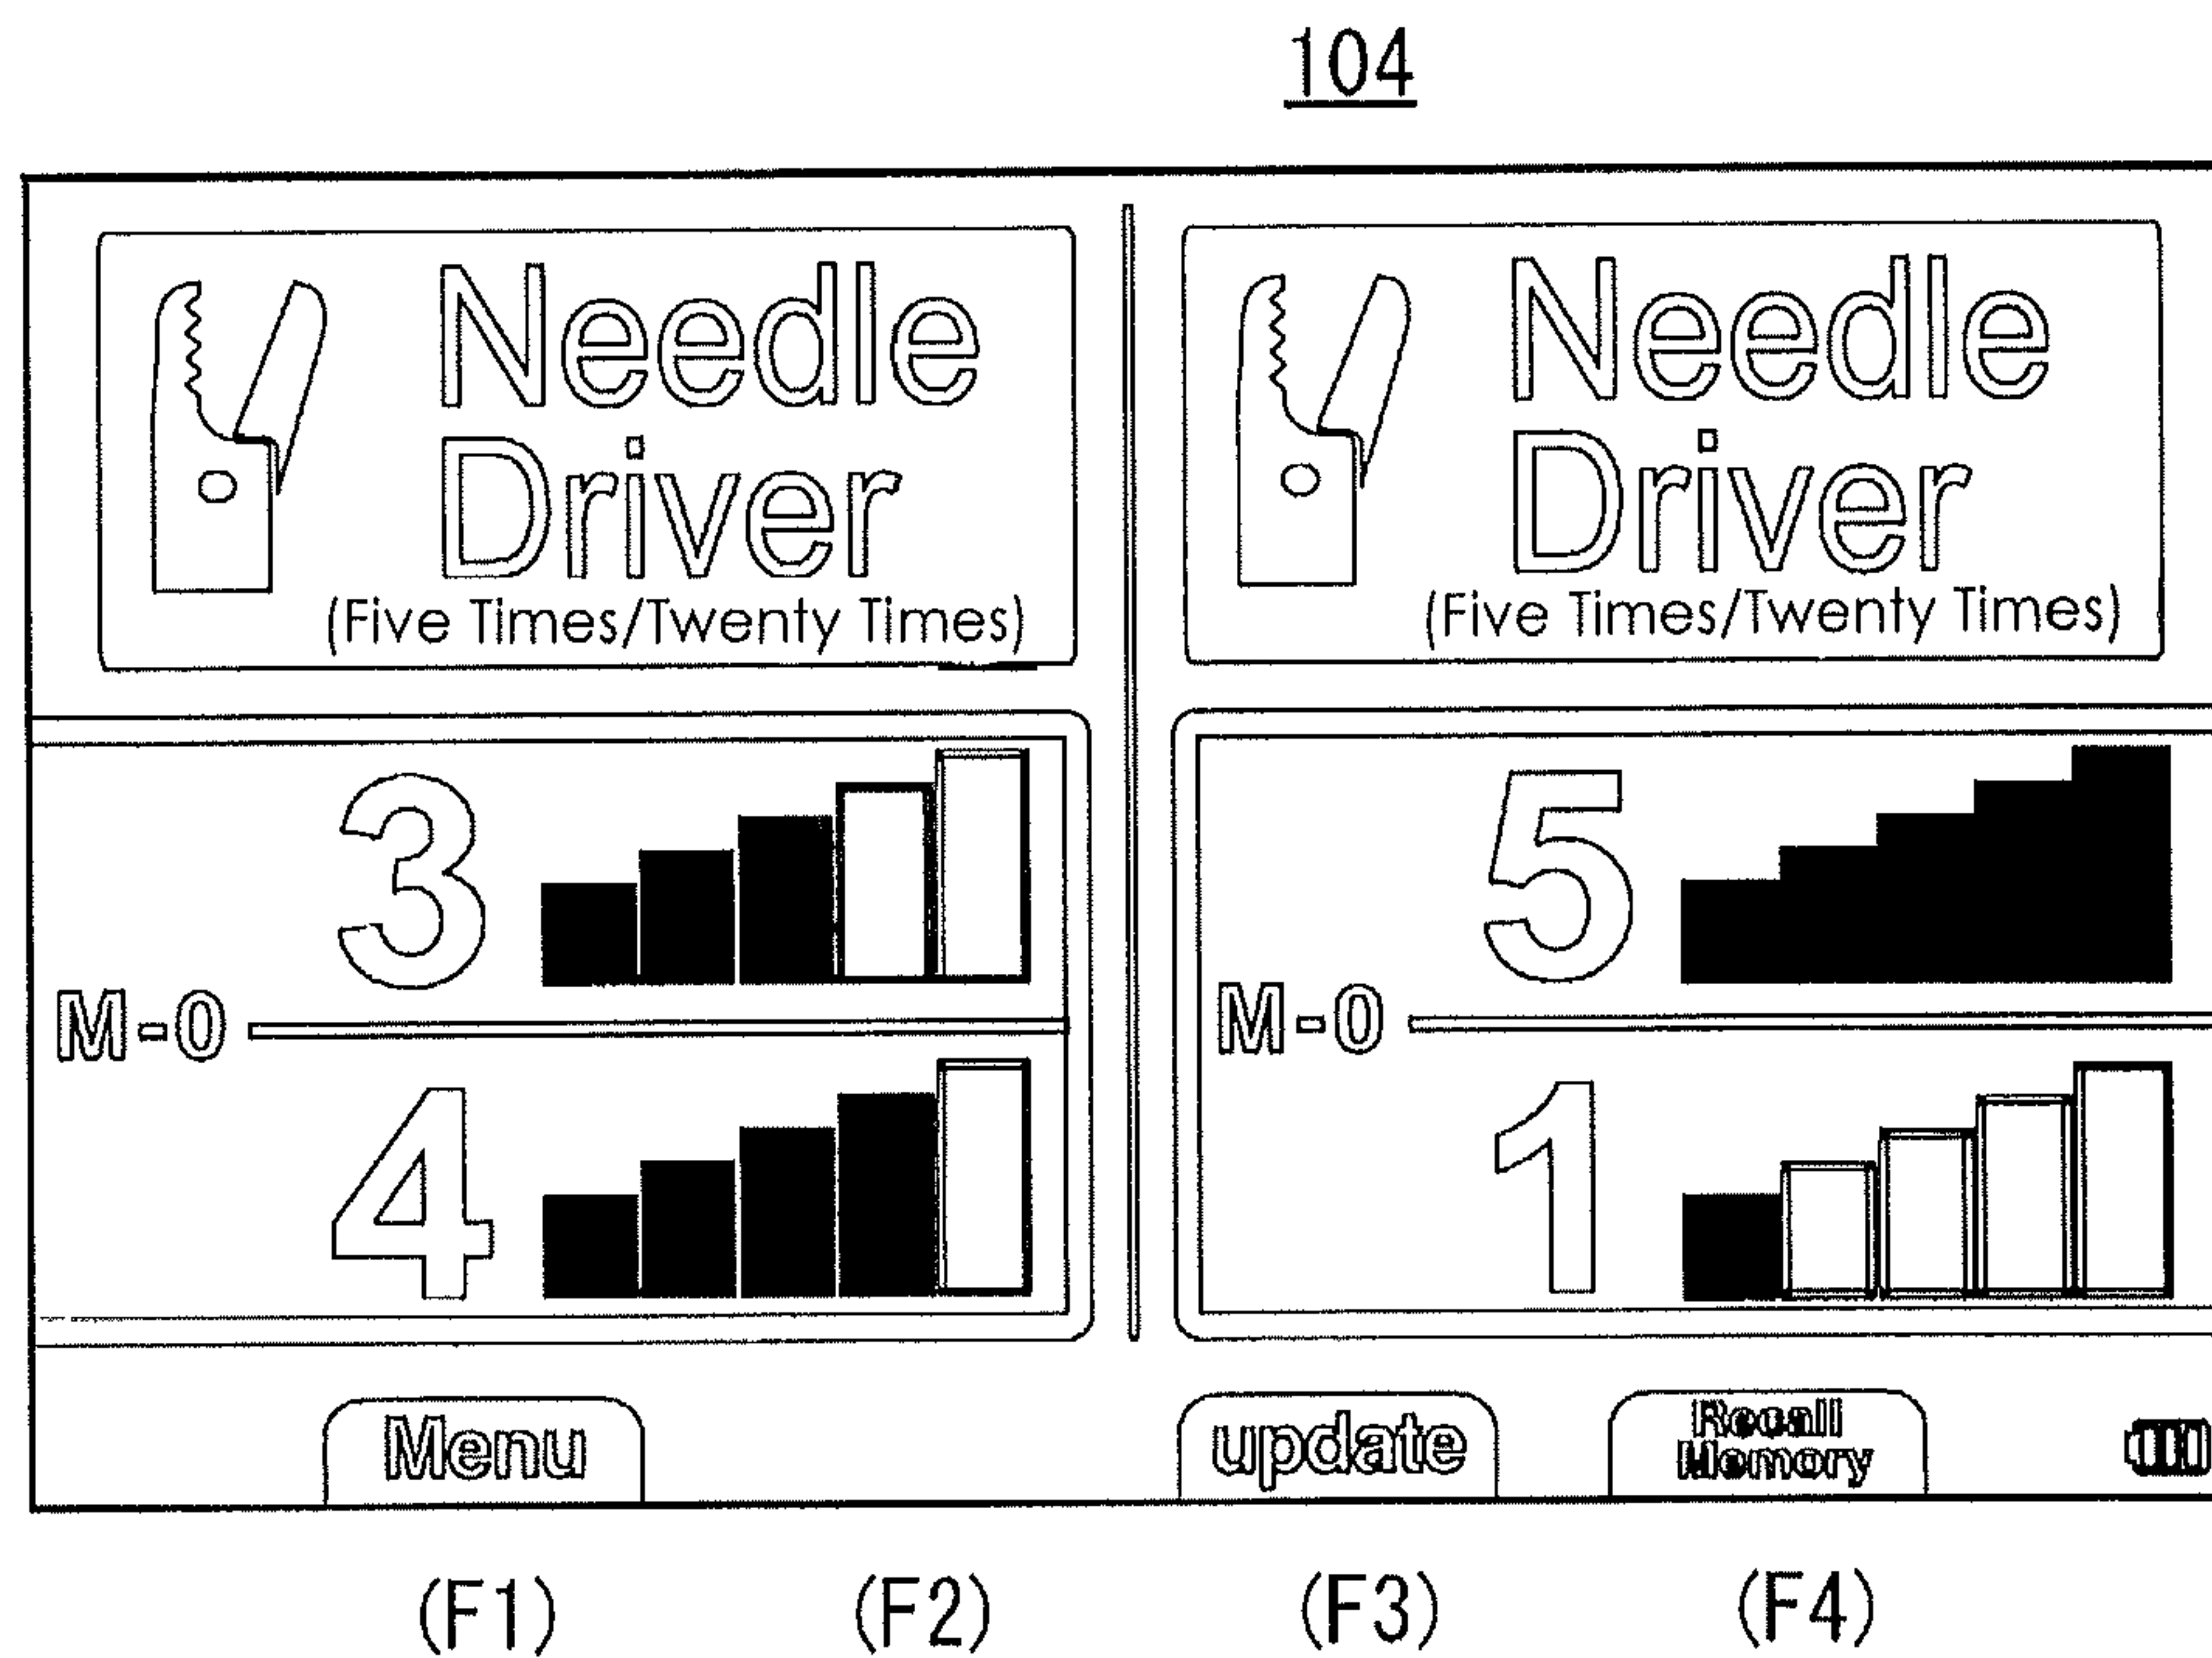 104
Needle
Driver
(Five Times/Twenty Times)
Needle
Driver
(Five Times/Twenty Times)
3
M-0
4
5
M-0
1
Menu
update
Recall
Memory
(F1) (F2) (F3) (F4)